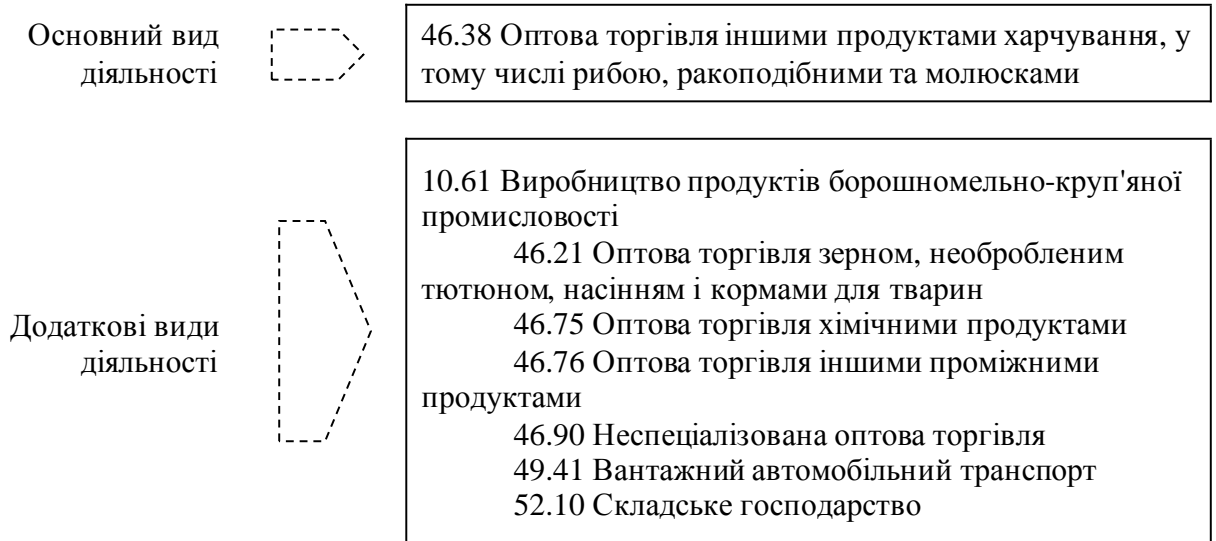 Основний вид
діяльності
46.38 Оптова торгівля іншими продуктами харчування, у
тому числі рибою, ракоподібними та молюсками
Додаткові види
діяльності
10.61 Виробництво продуктів борошномельно-круп'яної
промисловості
46.21 Оптова торгівля зерном, необробленим
тютюном, насінням і кормами для тварин
46.75 Оптова торгівля хімічними продуктами
46.76 Оптова торгівля іншими проміжними
продуктами
46.90 Неспеціалізована оптова торгівля
49.41 Вантажний автомобільний транспорт
52.10 Складське господарство